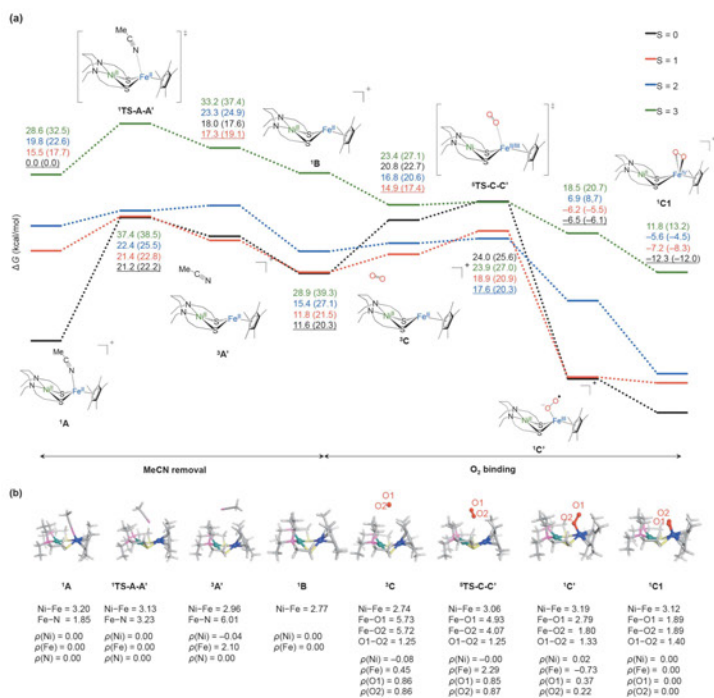 (a)
S = 0
S = 1
S = 2
S = 3
Me
C
N
Ni
Fe
S
S
‡
¹TS-A-A'
28.6 (32.5)
19.8 (22.6)
15.5 (17.7)
0.0 (0.0)
33.2 (37.4)
23.3 (24.9)
18.0 (17.6)
17.3 (19.1)
¹B
23.4 (27.1)
20.8 (22.7)
16.8 (20.6)
14.9 (17.4)
⁵TS-C-C'
18.5 (20.7)
6.9 (8,7)
–6.2 (–5.5)
–6.5 (–6.1)
¹C1
11.8 (13.2)
–5.6 (–4.5)
–7.2 (–8.3)
–12.3 (–12.0)
ΔG (kcal/mol)
37.4 (38.5)
22.4 (25.5)
21.4 (22.8)
21.2 (22.2)
³A'
28.9 (39.3)
15.4 (27.1)
11.8 (21.5)
11.6 (20.3)
³C
24.0 (25.6)
23.9 (27.0)
18.9 (20.9)
17.6 (20.3)
¹A
¹C'
MeCN removal
O₂ binding
(b)
O1
O2
O1
O2
O1
O2
O1
O2
¹A
¹TS-A-A'
³A'
¹B
³C
⁵TS-C-C'
¹C'
¹C1
Ni–Fe = 3.20
Fe–N = 1.85
ρ(Ni) = 0.00
ρ(Fe) = 0.00
ρ(N) = 0.00
Ni–Fe = 3.13
Fe–N = 3.23
ρ(Ni) = 0.00
ρ(Fe) = 0.00
ρ(N) = 0.00
Ni–Fe = 2.96
Fe–N = 6.01
ρ(Ni) = –0.04
ρ(Fe) = 2.10
ρ(N) = 0.00
Ni–Fe = 2.77
ρ(Ni) = 0.00
ρ(Fe) = 0.00
Ni–Fe = 2.74
Fe–O1 = 5.73
Fe–O2 = 5.72
O1–O2 = 1.25
ρ(Ni) = –0.08
ρ(Fe) = 0.45
ρ(O1) = 0.86
ρ(O2) = 0.86
Ni–Fe = 3.06
Fe–O1 = 4.93
Fe–O2 = 4.07
O1–O2 = 1.25
ρ(Ni) = –0.00
ρ(Fe) = 2.29
ρ(O1) = 0.85
ρ(O2) = 0.87
Ni–Fe = 3.19
Fe–O1 = 2.79
Fe–O2 = 1.80
O1–O2 = 1.33
ρ(Ni) = 0.02
ρ(Fe) = –0.73
ρ(O1) = 0.37
ρ(O2) = 0.22
Ni–Fe = 3.12
Fe–O1 = 1.89
Fe–O2 = 1.89
O1–O2 = 1.40
ρ(Ni) = 0.00
ρ(Fe) = 0.00
ρ(O1) = 0.00
ρ(O2) = 0.00